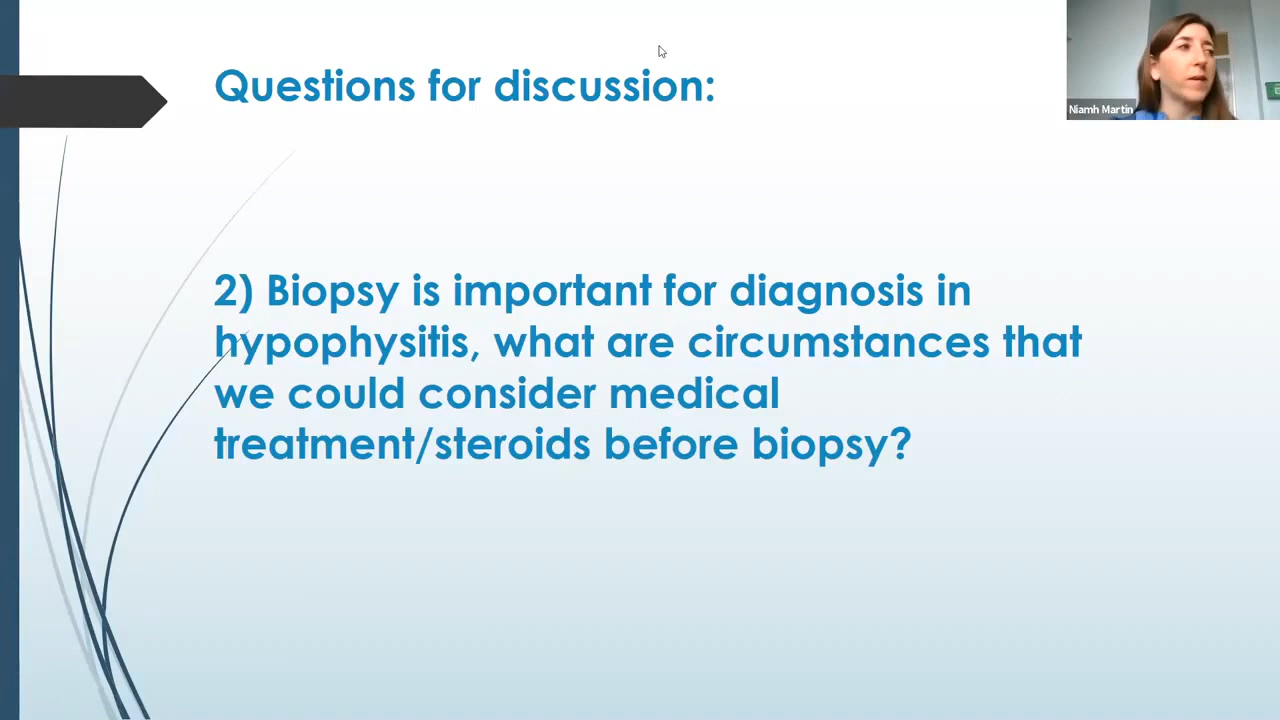 Questions for discussion:
Niamh Martin
2) Biopsy is important for diagnosis in
hypophysitis, what are circumstances that
we could consider medical
treatment/steroids before biopsy?